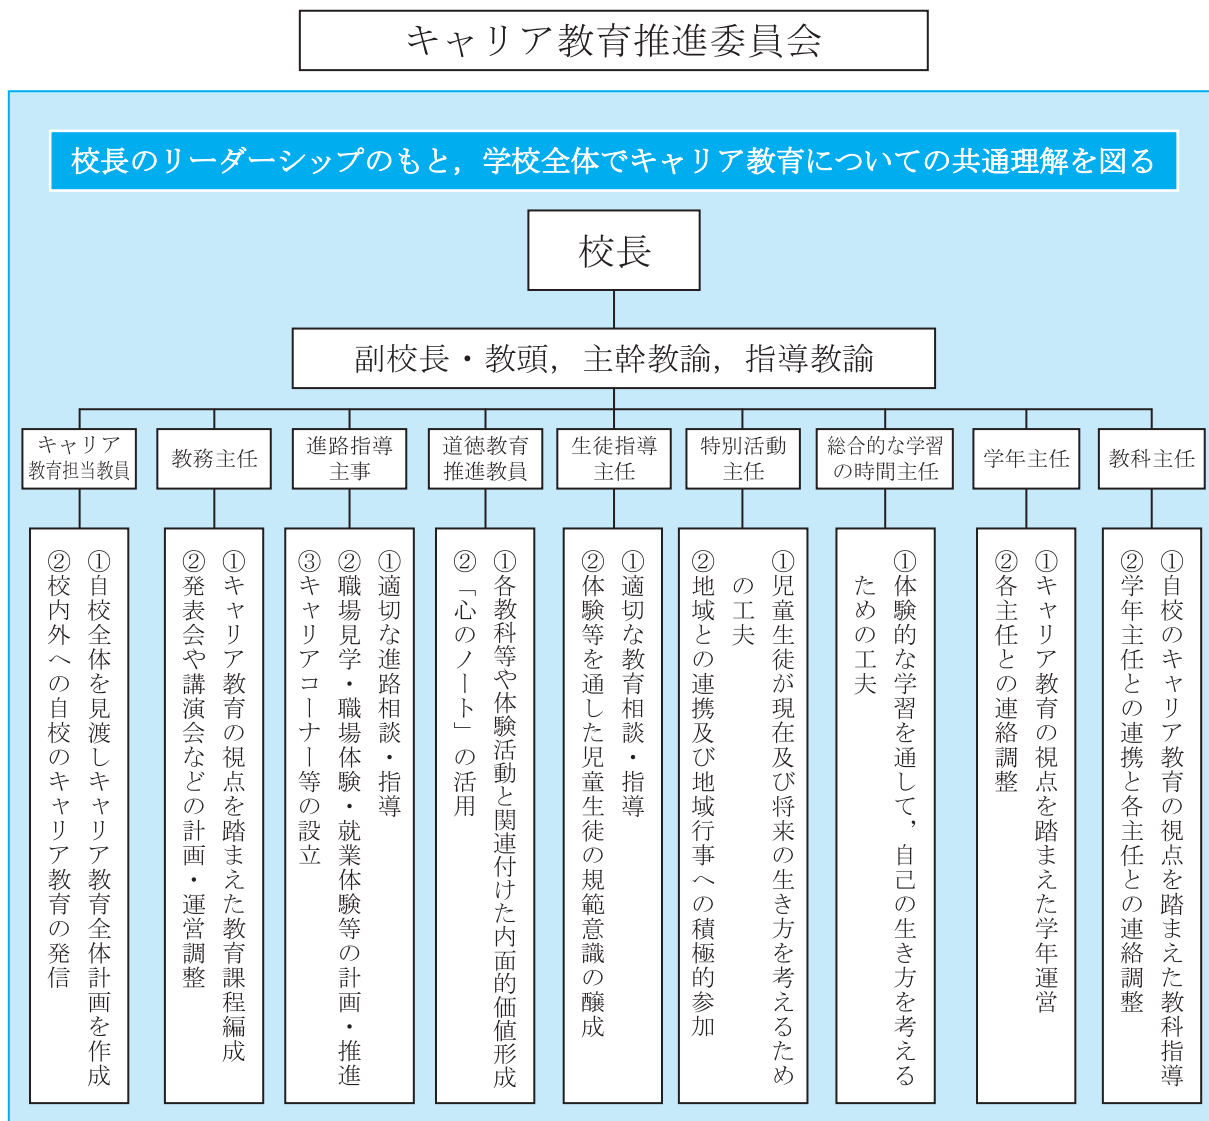 キャリア教育推進委員会
校長のリーダーシップのもと，学校全体でキャリア教育についての共通理解を図る
校長
副校長・教頭，主幹教諭，指導教諭
キャリア
教育担当教員
教務主任
進路指導
主事
道徳教育
推進教員
生徒指導
主任
特別活動
主任
総合的な学習
の時間主任
学年主任
教科主任
①自校全体を見渡しキャリア教育全体計画を作成
②校内外への自校のキャリア教育の発信
①キャリア教育の視点を踏まえた教育課程編成
②発表会や講演会などの計画・運営調整
①適切な進路相談・指導
②職場見学・職場体験・就業体験等の計画・推進
③キャリアコーナー等の設立
①各教科等や体験活動と関連付けた内面的価値形成
②「心のノート」の活用
①適切な教育相談・指導
②体験等を通した児童生徒の規範意識の醸成
①児童生徒が現在及び将来の生き方を考えるため
の工夫
②地域との連携及び地域行事への積極的参加
①体験的な学習を通して，自己の生き方を考える
ための工夫
①キャリア教育の視点を踏まえた学年運営
②各主任との連絡調整
①自校のキャリア教育の視点を踏まえた教科指導
②学年主任との連携と各主任との連絡調整